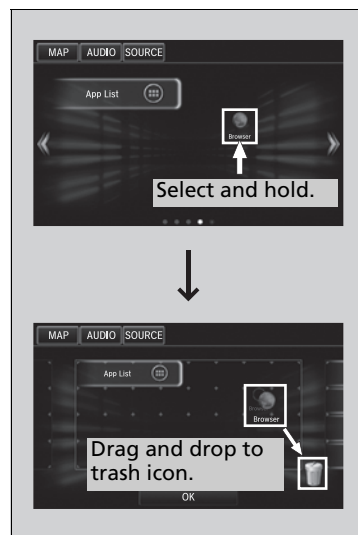 MAP AUDIO SOURCE
App List
Browser
Select and hold.
MAP AUDIO SOURCE
App List
Browser
Drag and drop to
trash icon.
OK